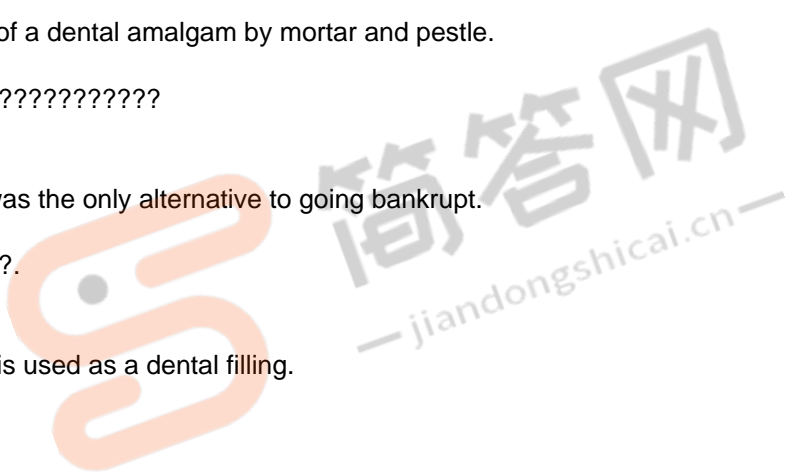 of a dental amalgam by mortar and pestle.
???????????
was the only alternative to going bankrupt.
?.
is used as a dental filling.
简答网
jiandongshicai.cn